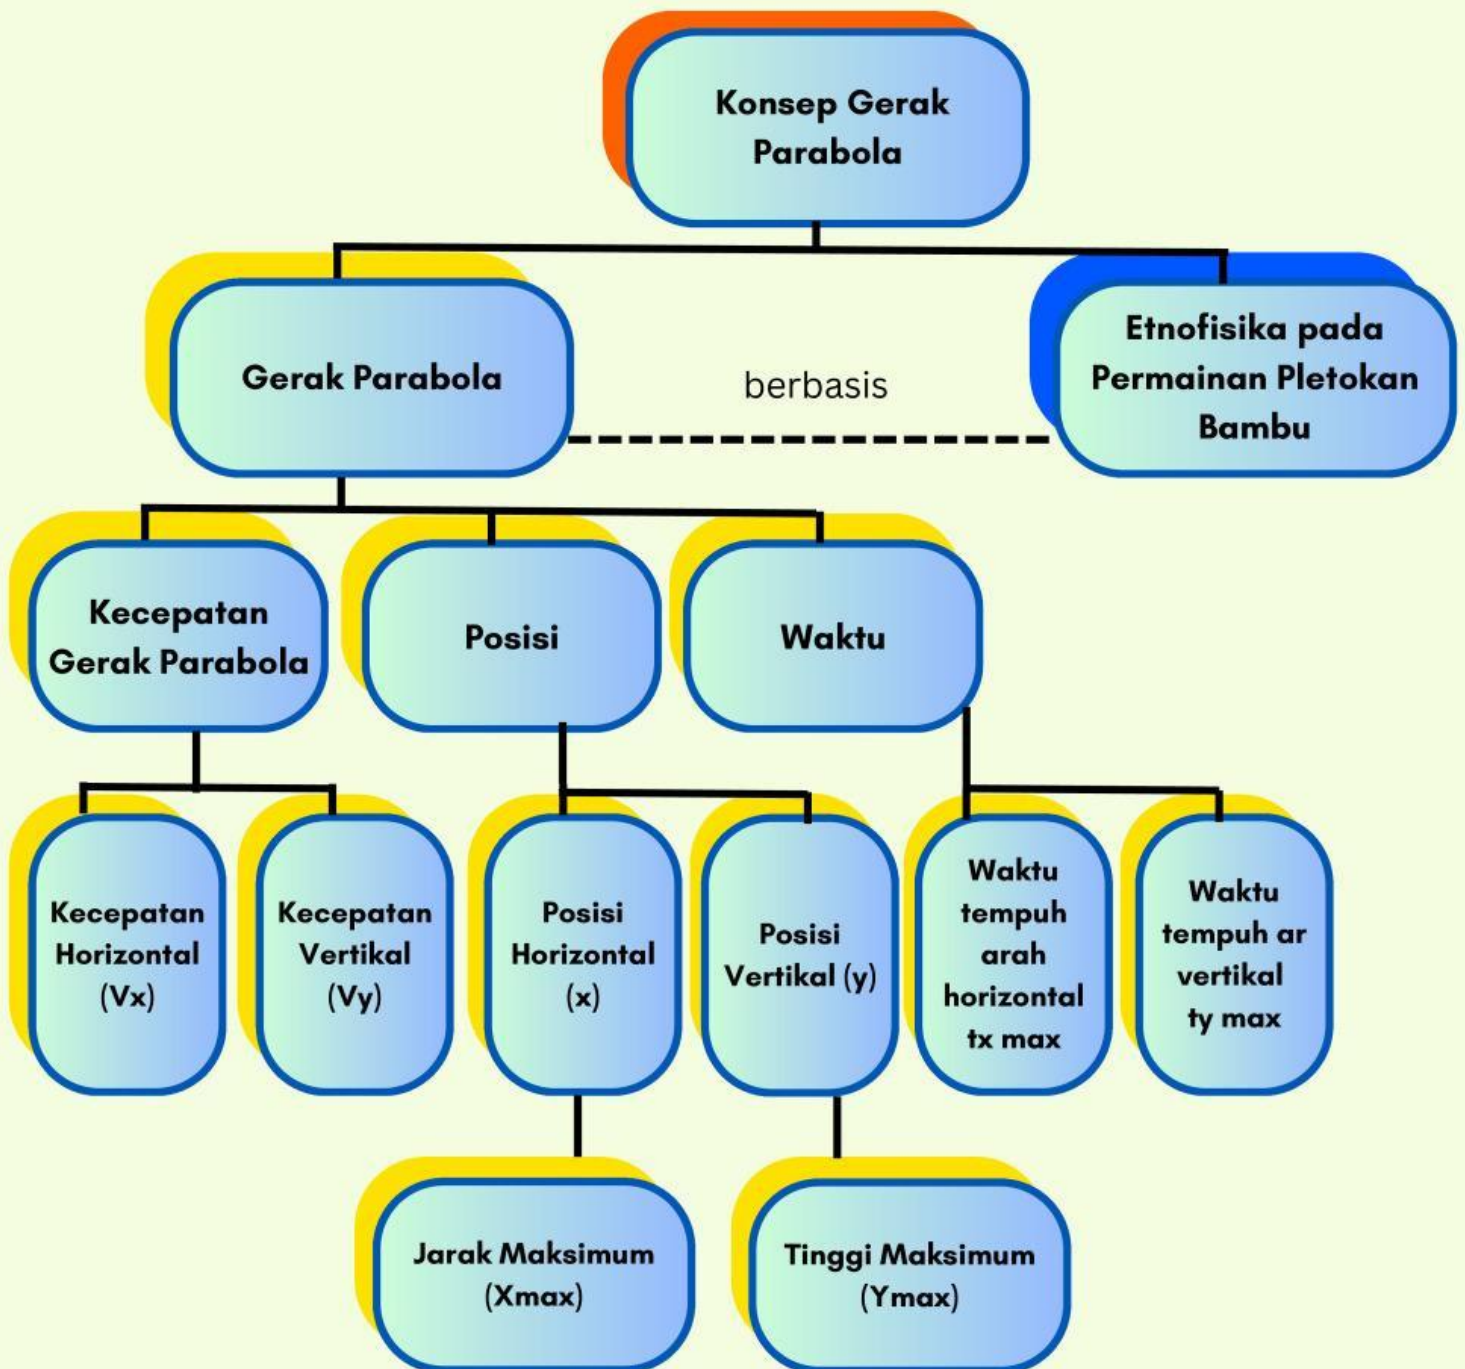 Konsep Gerak
Parabola
Gerak Parabola
berbasis
Etnofisika pada
Permainan Pletokan
Bambu
Kecepatan
Gerak Parabola
Posisi
Waktu
Kecepatan
Horizontal
(Vx)
Kecepatan
Vertikal
(Vy)
Posisi
Horizontal
(x)
Posisi
Vertikal (y)
Waktu
tempuh
arah
horizontal
tx max
Waktu
tempuh ar
vertikal
ty max
Jarak Maksimum
(Xmax)
Tinggi Maksimum
(Ymax)